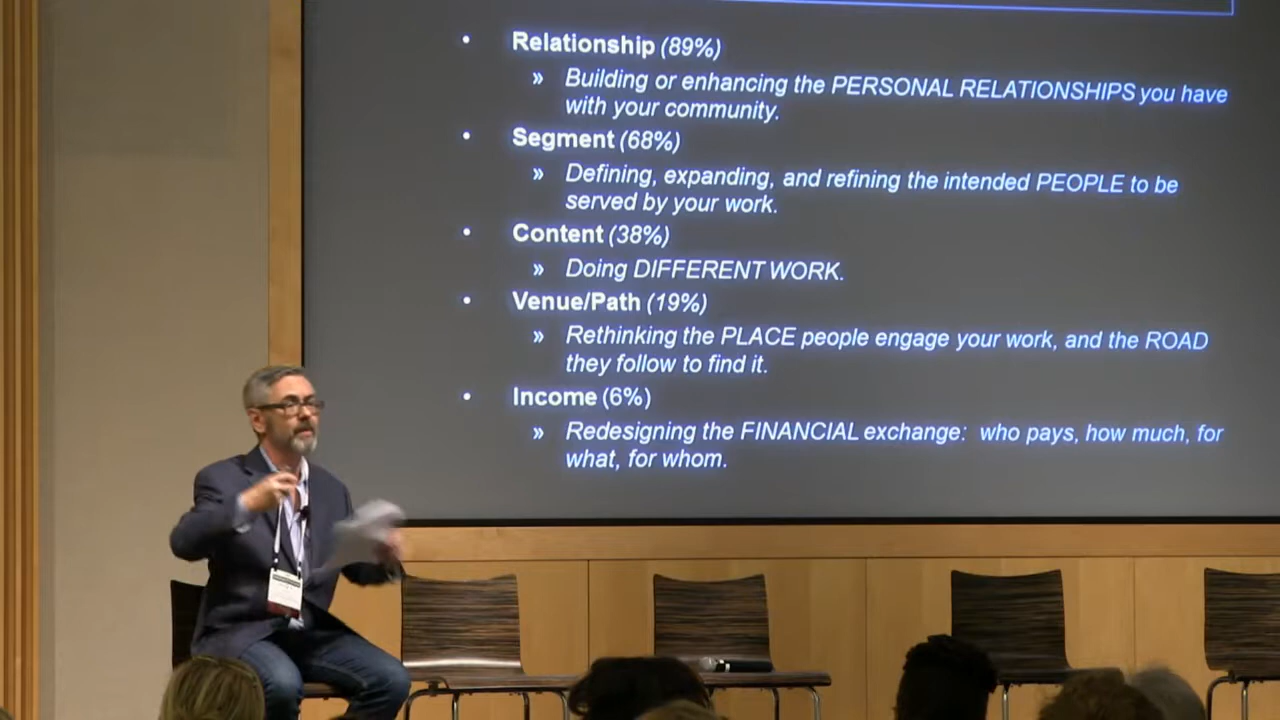 • Relationship (89%)
» Building or enhancing the PERSONAL RELATIONSHIPS you have
with your community.
• Segment (68%)
» Defining, expanding, and refining the intended PEOPLE to be
served by your work.
• Content (38%)
» Doing DIFFERENT WORK.
• Venue/Path (19%)
» Rethinking the PLACE people engage your work, and the ROAD
they follow to find it.
• Income (6%)
» Redesigning the FINANCIAL exchange: who pays, how much, for
what, for whom.